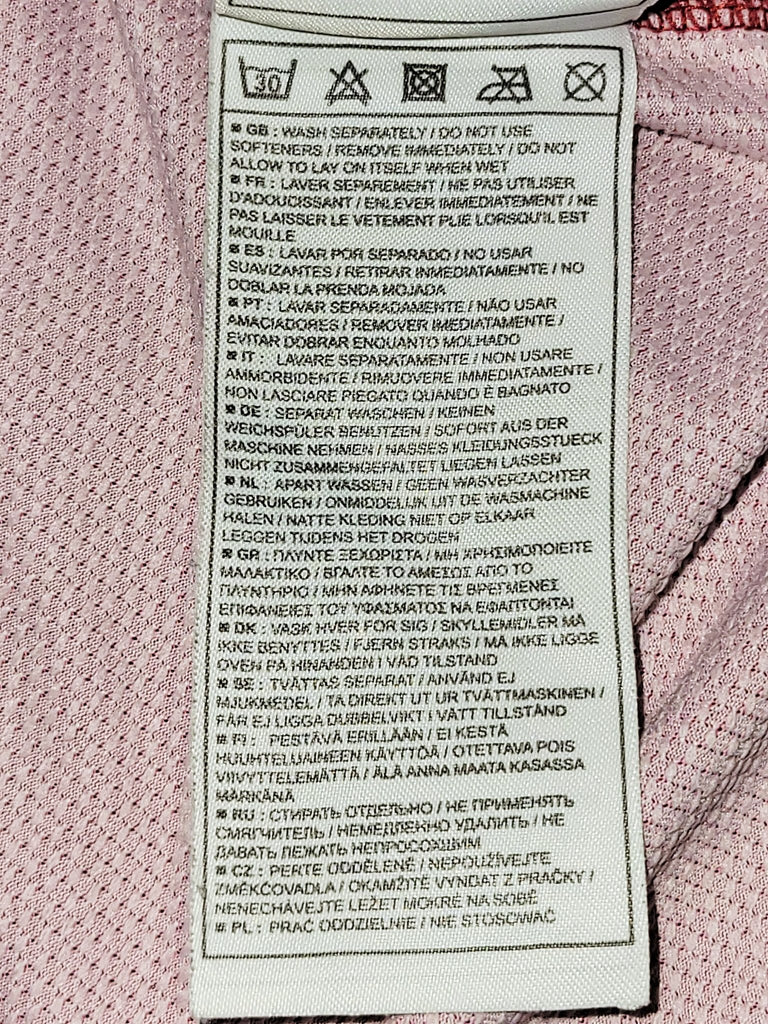 30
GB : WASH SEPARATELY / DO NOT USE
SOFTENERS / REMOVE IMMEDIATELY / DO NOT
ALLOW TO LAY ON ITSELF WHEN WET
FR : LAVER SEPAREMENT / NE PAS UTILISER
D'ADOUCISSANT / ENLEVER IMMEDIATEMENT / NE
PAS LAISSER LE VETEMENT PLIE LORSQU'IL EST
MOUILLE
ES : LAVAR POR SEPARADO / NO USAR
SUAVIZANTES / RETIRAR INMEDIATAMENTE / NO
DOBLAR LA PRENDA MOJADA
PT : LAVAR SEPARADAMENTE / NÃO USAR
AMACIADORES / REMOVER IMEDIATAMENTE /
EVITAR DOBRAR ENQUANTO MOLHADO
IT : LAVARE SEPARATAMENTE / NON USARE
AMMORBIDENTE / RIMUOVERE IMMEDIATAMENTE /
NON LASCIARE PIEGATO QUANDO È BAGNATO
DE : SEPARAT WASCHEN / KEINEN
WEICHSPÜLER BENUTZEN / SOFORT AUS DER
MASCHINE NEHMEN / NASSES KLEIDUNGSSTUECK
NICHT ZUSAMMENGEFALTET LIEGEN LASSEN
NL : APART WASSEN / GEEN WASVERZACHTER
GEBRUIKEN / ONMIDDELIJK UIT DE WASMACHINE
HALEN / NATTE KLEDING NIET OP ELKAAR
LEGGEN TIJDENS HET DROGEN
GR : ΠΛΥΝΤΕ ΞΕΧΩΡΙΣΤΑ / ΜΗ ΧΡΗΣΙΜΟΠΟΙΕΙΤΕ
ΜΑΛΑΚΤΙΚΟ / ΒΓΑΛΤΕ ΤΟ ΑΜΕΣΩΣ ΑΠΟ ΤΟ
ΠΛΥΝΤΗΡΙΟ / ΜΗΝ ΑΦΗΝΕΤΕ ΤΙΣ ΒΡΕΓΜΕΝΕΣ
ΕΠΙΦΑΝΕΙΕΣ ΤΟΥ ΥΦΑΣΜΑΤΟΣ ΝΑ ΕΦΑΠΤΟΝΤΑΙ
DK : VASK HVER FOR SIG / SKYLLEMIDLER MÅ
IKKE BENYTTES / FJERN STRAKS / MÅ IKKE LIGGE
OVEN PÅ HINANDEN I VÅD TILSTAND
SE : TVÄTTAS SEPARAT / ANVÄND EJ
MJUKMEDEL / TA DIREKT UT UR TVÄTTMASKINEN /
FÅR EJ LIGGA DUBBELVIKT I VÅTT TILLSTÅND
FI : PESTÄVÄ ERILLÄÄN / EI KESTÄ
HUUHTELUAINEEN KÄYTTÖÄ / OTETTAVA POIS
VIIVYTTELEMÄTTÄ / ÄLÄ ANNA MAATA KASASSA
MÄRKÄNÄ
RU : СТИРАТЬ ОТДЕЛЬНО / НЕ ПРИМЕНЯТЬ
СМЯГЧИТЕЛЬ / НЕМЕДЛЕННО УДАЛИТЬ / НЕ
ДАВАТЬ ЛЕЖАТЬ НЕПРОСОХШИМ
CZ : PERTE ODDĚLENĚ / NEPOUŽÍVEJTE
ZMĚKČOVADLA / OKAMŽITĚ VYNDAT Z PRAČKY /
NENECHÁVEJTE LEŽET MOKRÉ NA SOBĚ
PL : PRAĆ ODDZIELNIE / NIE STOSOWAĆ